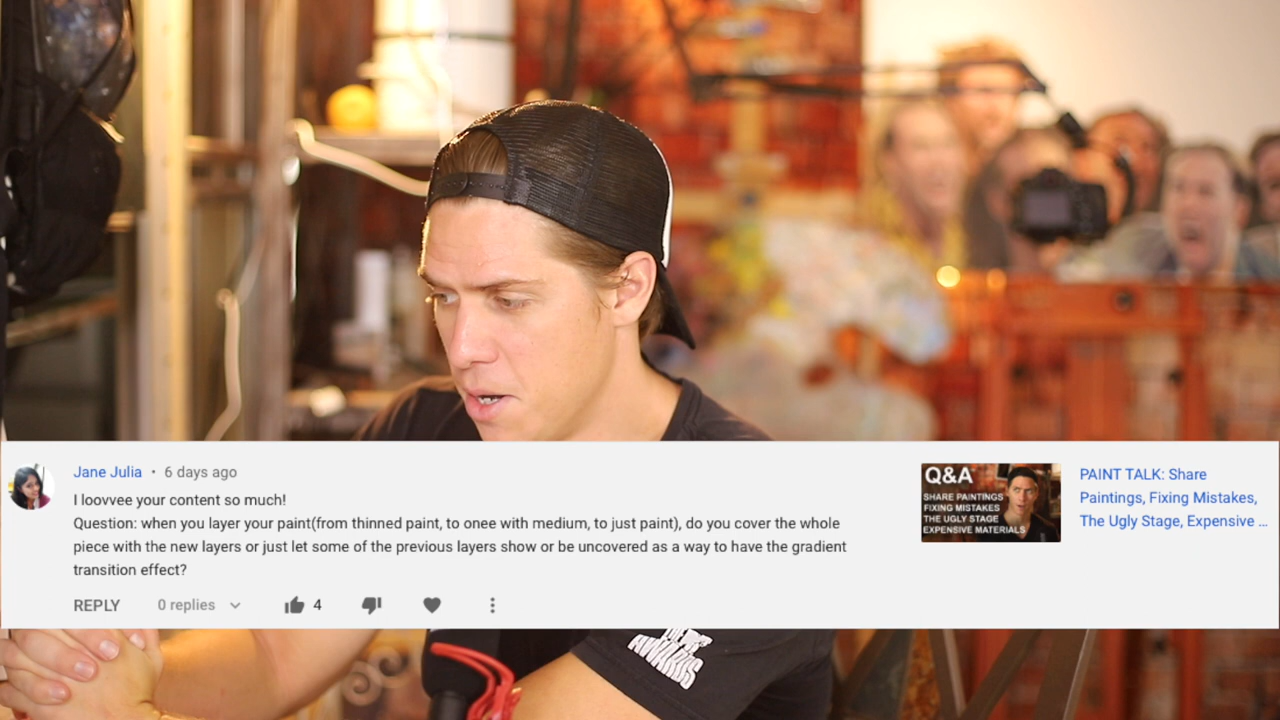 Jane Julia • 6 days ago
I loovvee your content so much!
Question: when you layer your paint(from thinned paint, to onee with medium, to just paint), do you cover the whole
piece with the new layers or just let some of the previous layers show or be uncovered as a way to have the gradient
transition effect?
REPLY 0 replies 4
Q&A
SHARE PAINTINGS
FIXING MISTAKES
THE UGLY STAGE
EXPENSIVE MATERIALS
PAINT TALK: Share
Paintings, Fixing Mistakes,
The Ugly Stage, Expensive ...
AWARDS